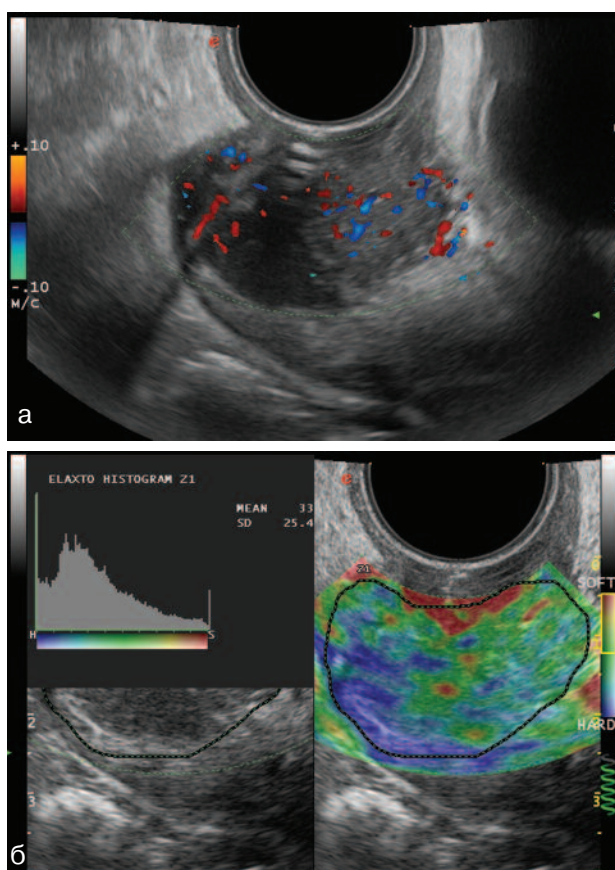 +.10
-.10
M/C
а
ELAXTO HISTOGRAM Z1
MEAN 33
SD 25.4
H S
Z1
SOFT
HARD
2
3
3
б